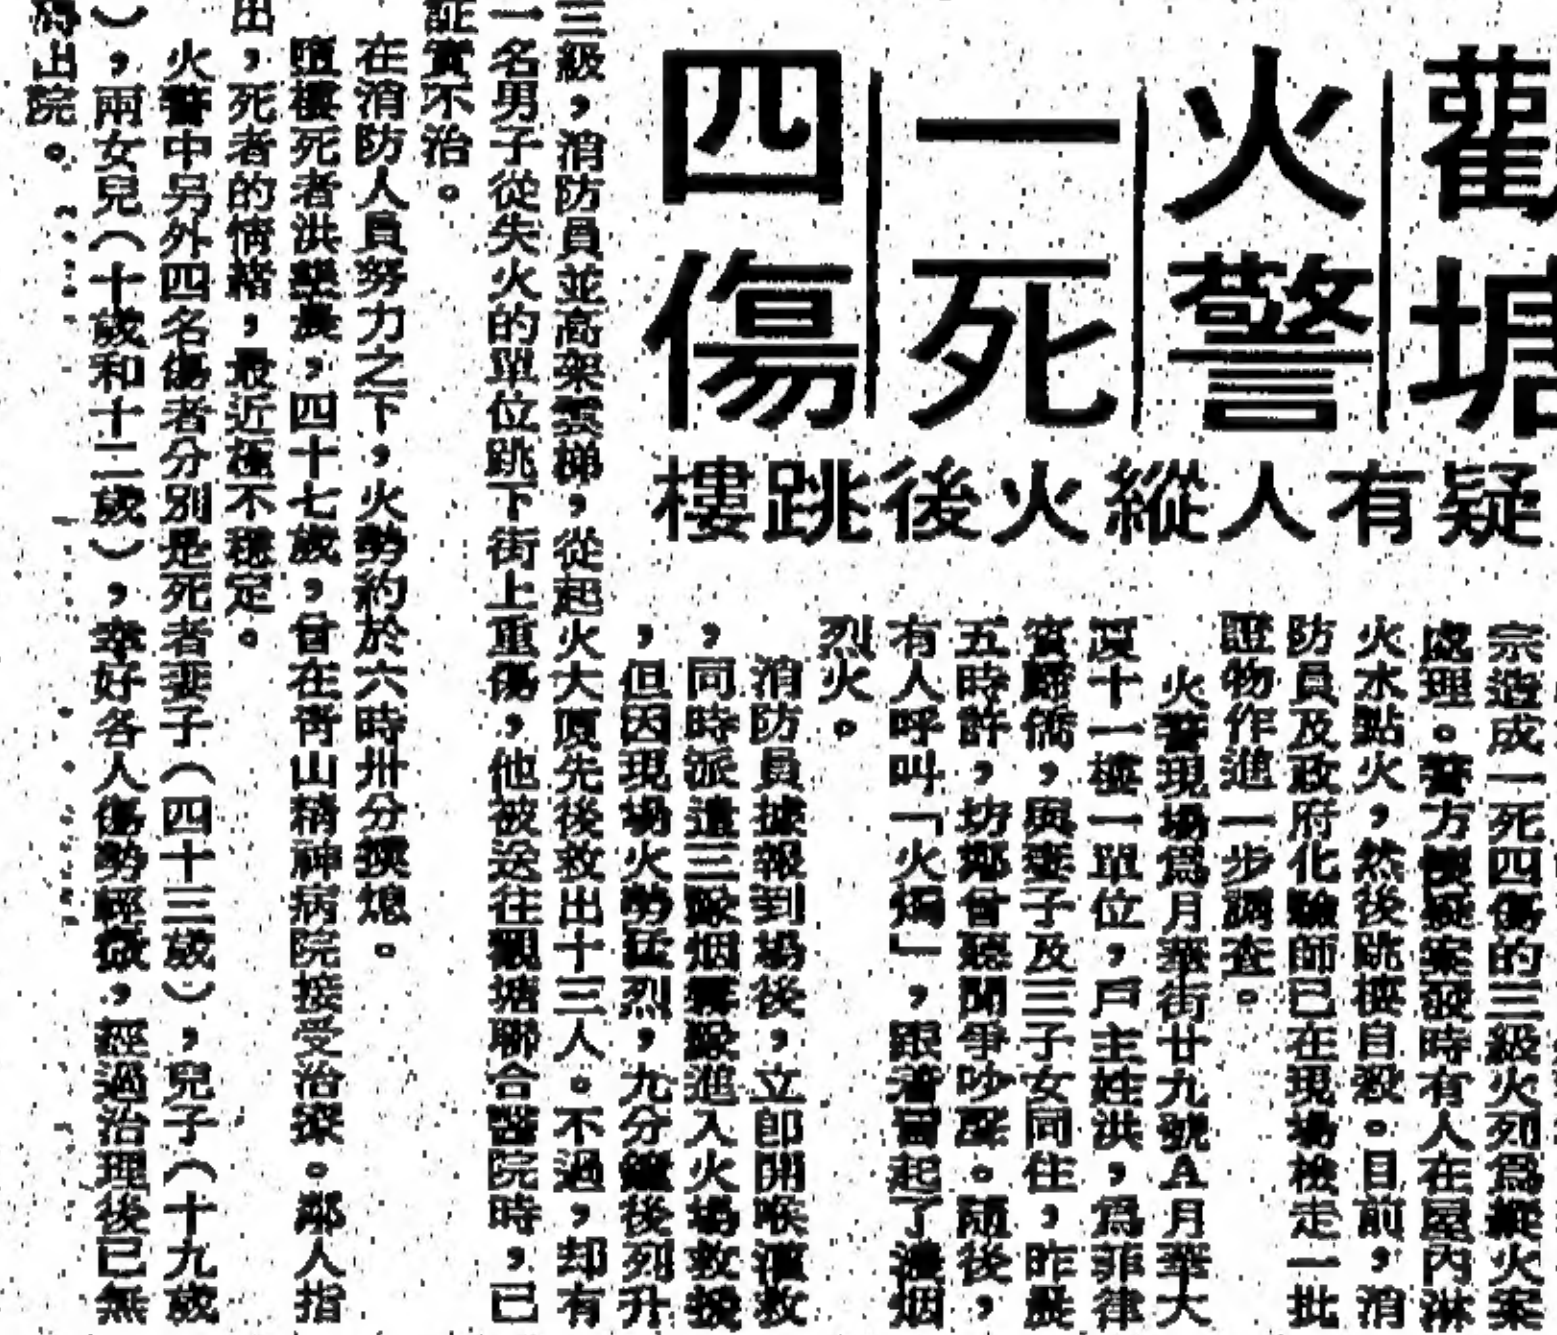 觀塘
火警
一死
四傷
疑有人縱火後跳樓
宗造成一死四傷的三級火列爲縱火案
處理。警方懷疑案發時有人在屋內淋
火水點火，然後跳樓自殺。目前，消
防員及政府化驗師已在現場檢走一批
證物作進一步調查。
火警現場爲月華街廿九號A月華大
廈十一樓一單位，戶主姓洪，爲菲律
賓歸僑，與妻子及三子女同住，昨晨
五時許，坊鄰曾聽聞爭吵聲。隨後，
有人呼叫「火燭」，跟着冒起了濃烟
烈火。
消防員據報到場後，立即開喉灌救
，同時派遣三隊烟霧隊進入火場救援
，但因現場火勢猛烈，九分鐘後列升
三級，消防員並高架雲梯，從起火大廈先後救出十三人。不過，却有
一名男子從失火的單位跳下街上重傷，他被送往觀塘聯合醫院時，已
証實不治。
在消防人員努力之下，火勢約於六時卅分撲熄。
墮樓死者洪 長，四十七歲，曾在青山精神病院接受治療。鄰人指
出，死者的情緒，最近極不穩定。
火警中另外四名傷者分別是死者妻子（四十三歲），兒子（十九歲
），兩女兒（十歲和十二歲），幸好各人傷勢輕微，經過治理後已無
碍出院。